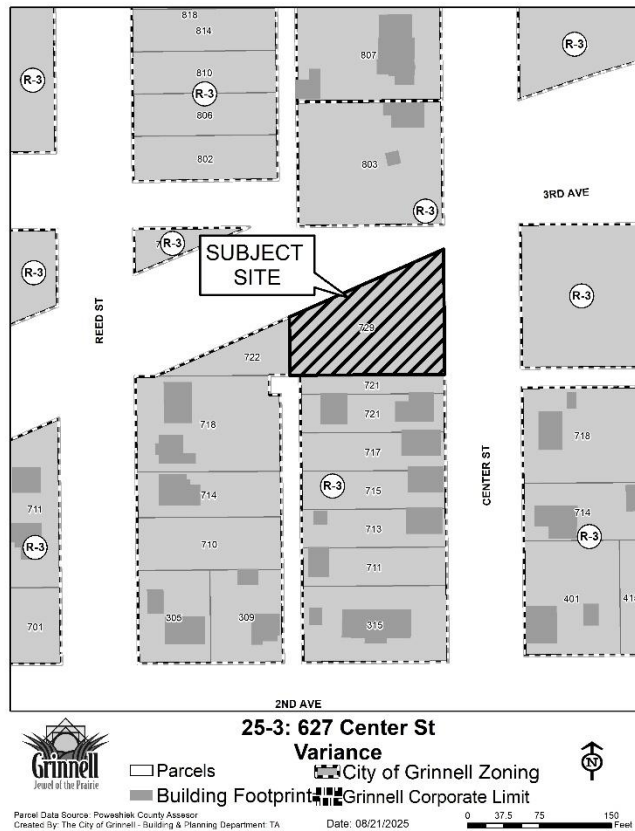 818
814
807
R-3
R-3
R-3
810
806
802
803
3RD AVE
R-3
R-3
R-3
R-3
SUBJECT
SITE
R-3
REED ST
729
722
721
718
721
718
717
714
715
R-3
CENTER ST
711
714
R-3
713
R-3
710
711
401
305
309
315
701
2ND AVE
25-3: 627 Center St
Variance
Grinnell
Jewel of the Prairie
Parcels
City of Grinnell Zoning
Building Footprint
Grinnell Corporate Limit
N
Parcel Data Source: Poweshiek County Assesor
Created By: The City of Grinnell - Building & Planning Department: TA
Date: 08/21/2025
0 37.5 75 150
Feet